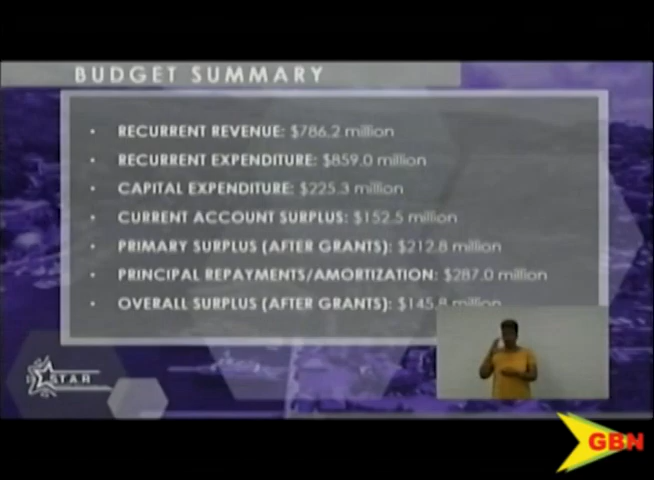 BUDGET SUMMARY
• RECURRENT REVENUE: $786.2 million
• RECURRENT EXPENDITURE: $859.0 million
• CAPITAL EXPENDITURE: $225.3 million
• CURRENT ACCOUNT SURPLUS: $152.5 million
• PRIMARY SURPLUS (AFTER GRANTS): $212.8 million
• PRINCIPAL REPAYMENTS/AMORTIZATION: $287.0 million
• OVERALL SURPLUS (AFTER GRANTS): $145.8 million
STAR
GBN